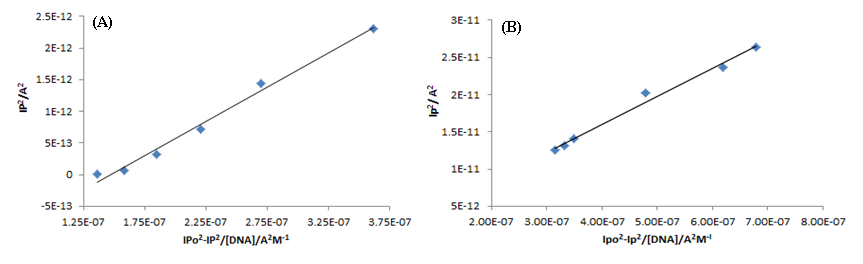 (A)
2.5E-12
2E-12
1.5E-12
1E-12
5E-13
0
-5E-13
IP²/A²
1.25E-07 1.75E-07 2.25E-07 2.75E-07 3.25E-07 3.75E-07
IPo²-IP²/[DNA]/A²M⁻¹
(B)
3E-11
2.5E-11
2E-11
1.5E-11
1E-11
5E-12
Ip²/ A²
2.00E-07 3.00E-07 4.00E-07 5.00E-07 6.00E-07 7.00E-07 8.00E-07
Ipo²-Ip²/[DNA]/A²M⁻ᴵ